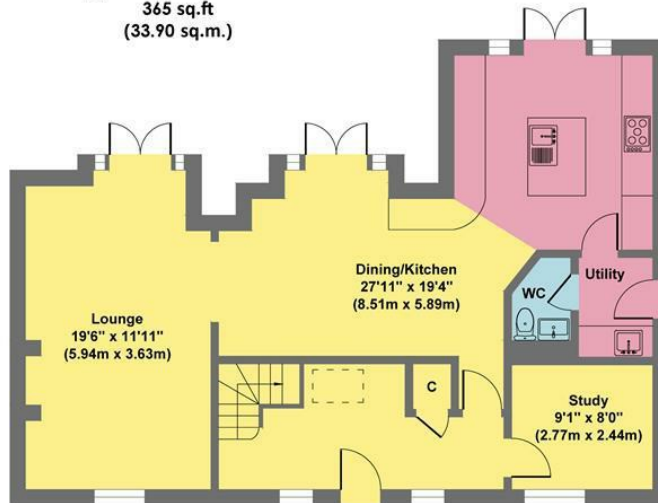 365 sq.ft
(33.90 sq.m.)
Dining/Kitchen
27'11" x 19'4"
(8.51m x 5.89m)
Utility
WC
Lounge
19'6" x 11'11"
(5.94m x 3.63m)
C
Study
9'1" x 8'0"
(2.77m x 2.44m)